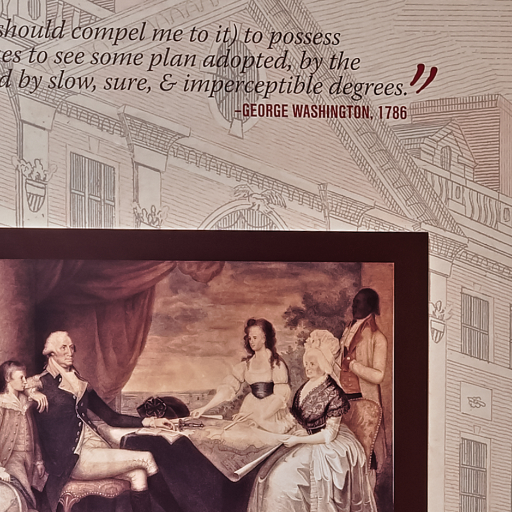 should compel me to it) to possess
es to see some plan adopted, by the
d by slow, sure, & imperceptible degrees.”
–GEORGE WASHINGTON, 1786